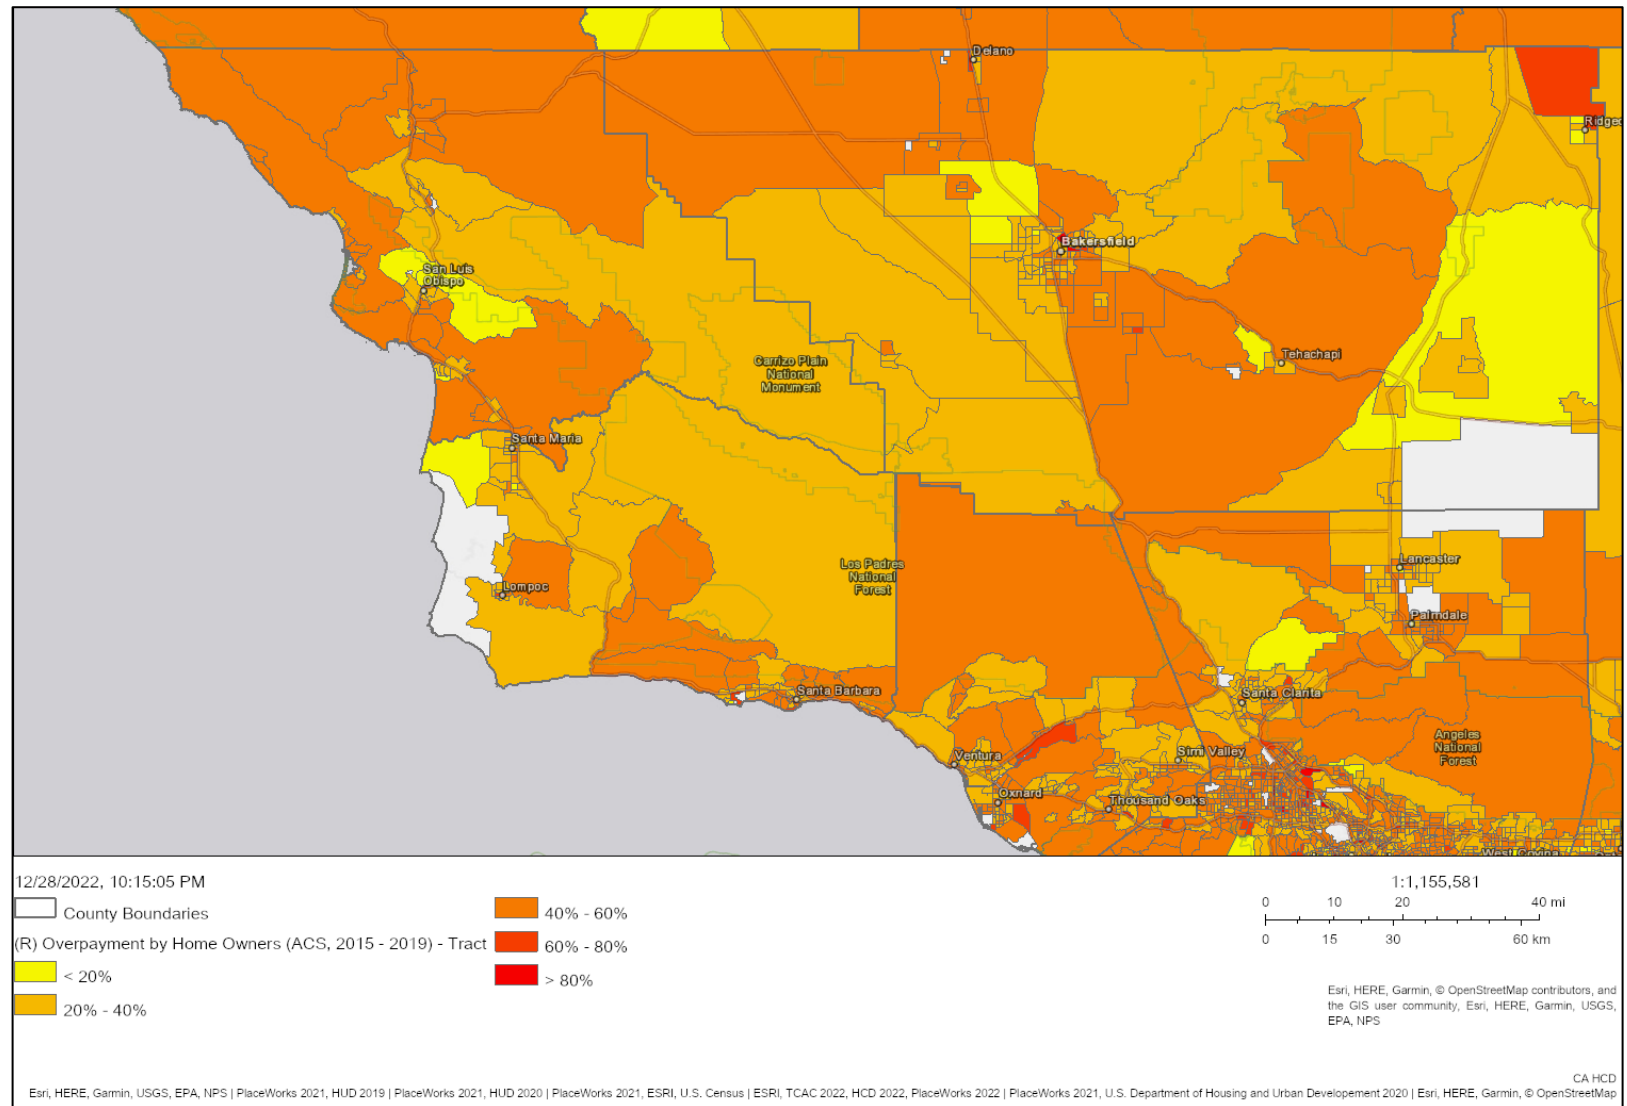 Delano
Ridgec
Bakersfield
San Luis
Obispo
Tehachapi
Carrizo Plain
National
Monument
Santa Maria
Los Padres
National
Forest
Lompoc
Lancaster
Palmdale
Santa Barbara
Santa Clarita
Angeles
National
Forest
Ventura
Simi Valley
Oxnard
Thousand Oaks
West Covina
12/28/2022, 10:15:05 PM
County Boundaries
(R) Overpayment by Home Owners (ACS, 2015 - 2019) - Tract
< 20%
20% - 40%
40% - 60%
60% - 80%
> 80%
1:1,155,581
0 10 20 40 mi
0 15 30 60 km
Esri, HERE, Garmin, © OpenStreetMap contributors, and
the GIS user community, Esri, HERE, Garmin, USGS,
EPA, NPS
CA HCD
Esri, HERE, Garmin, USGS, EPA, NPS | PlaceWorks 2021, HUD 2019 | PlaceWorks 2021, HUD 2020 | PlaceWorks 2021, ESRI, U.S. Census | ESRI, TCAC 2022, HCD 2022, PlaceWorks 2022 | PlaceWorks 2021, U.S. Department of Housing and Urban Developement 2020 | Esri, HERE, Garmin, © OpenStreetMap